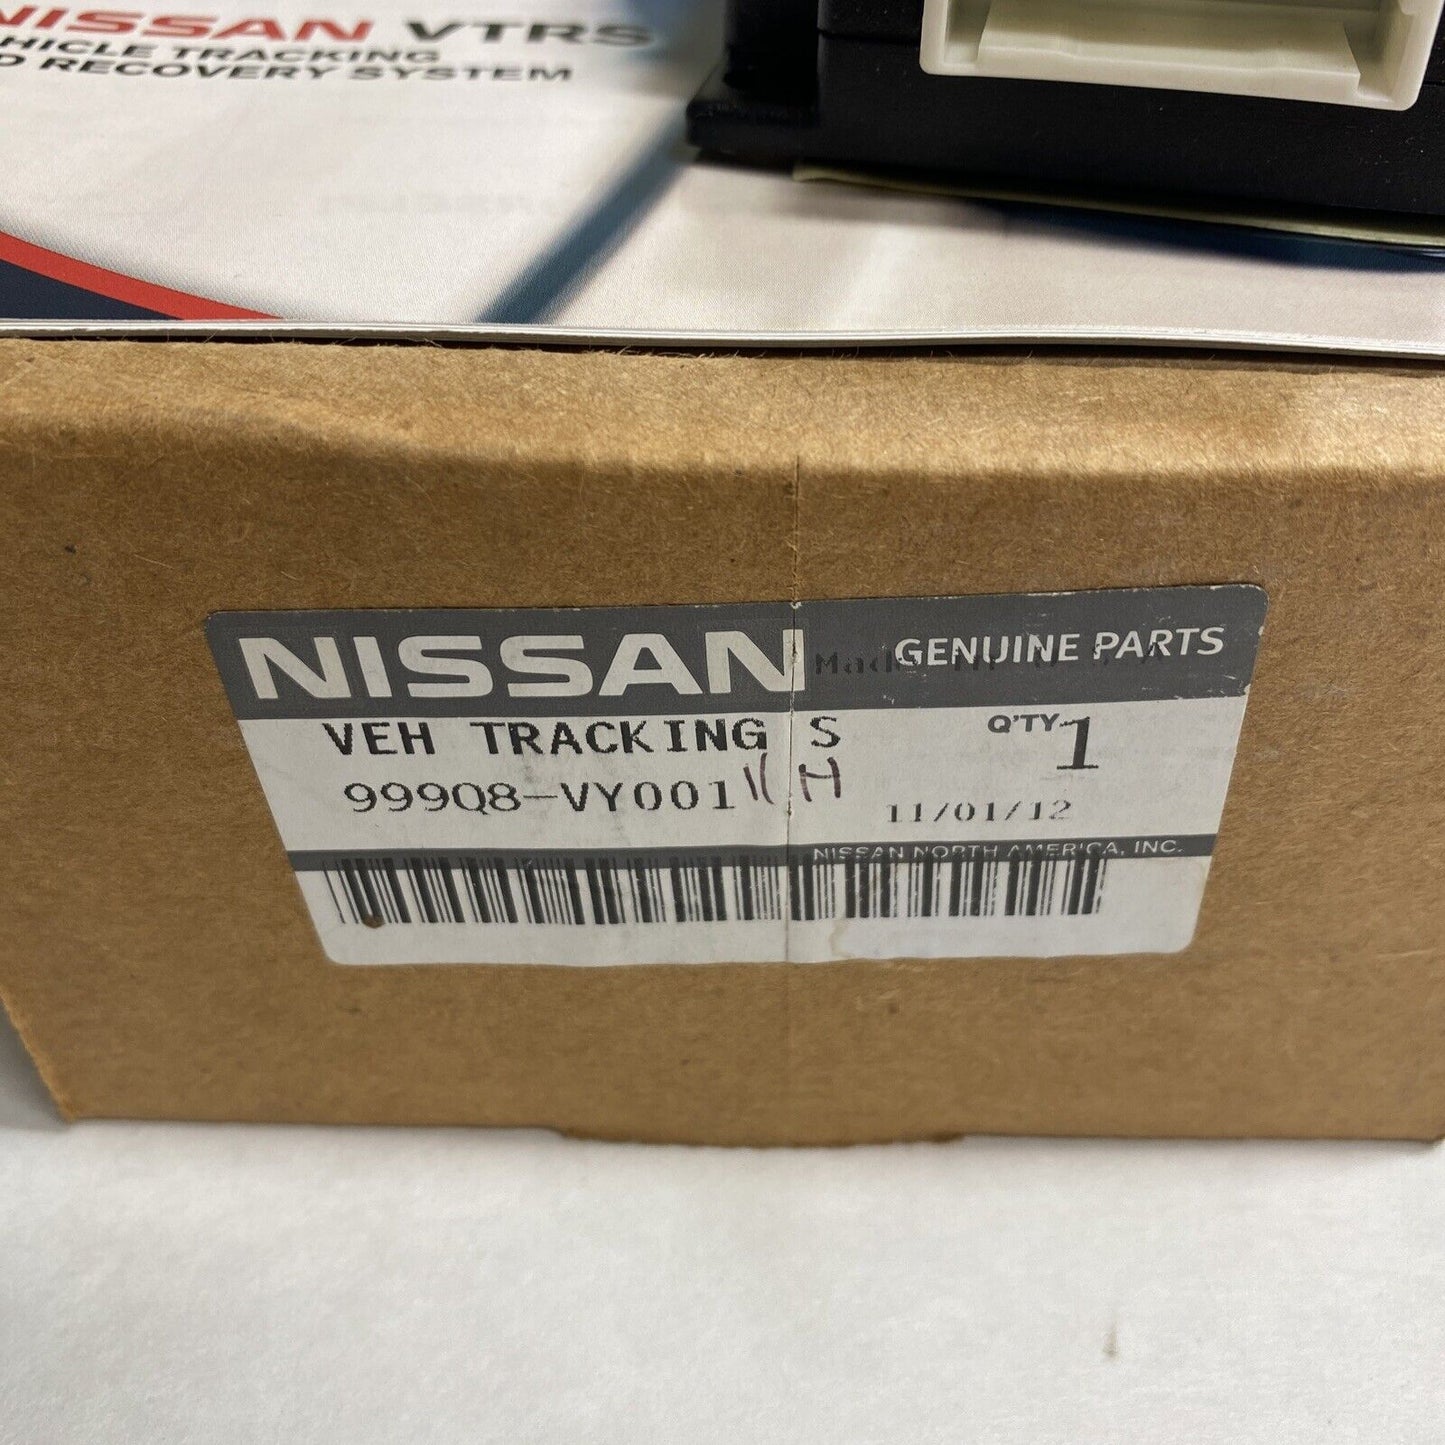 NISSAN VTRS
HICLE TRACKING
D RECOVERY SYSTEM
NISSAN GENUINE PARTS
VEH TRACKING S Q'TY 1
999Q8-VY001 11/01/12
NISSAN NORTH AMERICA, INC.